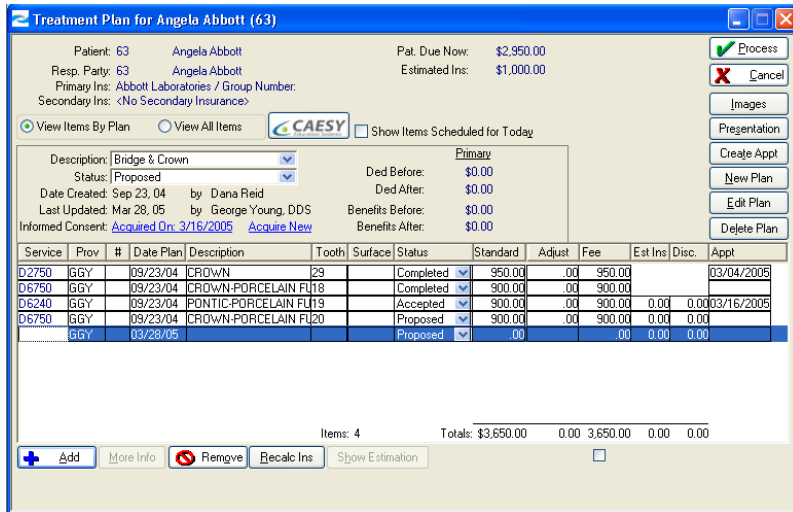 Treatment Plan for Angela Abbott (63)
Patient: 63 Angela Abbott Pat. Due Now: $2,950.00 Process
Resp. Party: 63 Angela Abbott Estimated Ins: $1,000.00 Cancel
Primary Ins: Abbott Laboratories / Group Number:
Secondary Ins: <No Secondary Insurance> Images
View Items By Plan View All Items CAESY Education Systems Show Items Scheduled for Today Presentation
Primary
Description: Bridge & Crown Create Appt
Status: Proposed Ded Before: $0.00 New Plan
Date Created: Sep 23, 04 by Dana Reid Ded After: $0.00
Last Updated: Mar 28, 05 by George Young, DDS Benefits Before: $0.00 Edit Plan
Informed Consent: Acquired On: 3/16/2005 Acquire New Benefits After: $0.00 Delete Plan
Service Prov # Date Plan Description Tooth Surface Status Standard Adjust Fee Est Ins Disc. Appt
D2750 GGY 09/23/04 CROWN 29 Completed 950.00 .00 950.00 03/04/2005
D6750 GGY 09/23/04 CROWN-PORCELAIN FU 18 Completed 900.00 .00 900.00
D6240 GGY 09/23/04 PONTIC-PORCELAIN FU 19 Accepted 900.00 .00 900.00 0.00 0.00 03/16/2005
D6750 GGY 09/23/04 CROWN-PORCELAIN FU 20 Proposed 900.00 .00 900.00 0.00 0.00
GGY 03/28/05 Proposed .00 .00 0.00 0.00
Items: 4 Totals: $3,650.00 0.00 3,650.00 0.00 0.00
Add More Info Remove Recalc Ins Show Estimation